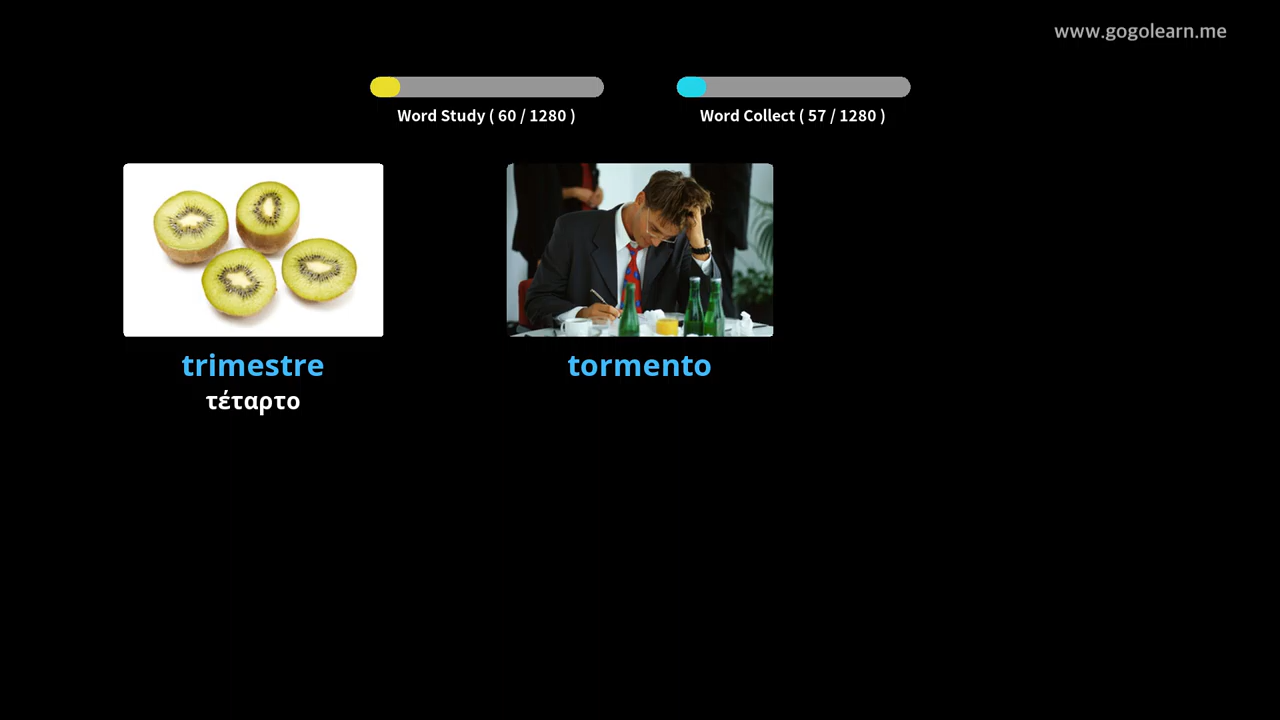 www.gogolearn.me
Word Study ( 60 / 1280 )
Word Collect ( 57 / 1280 )
trimestre
τέταρτο
tormento